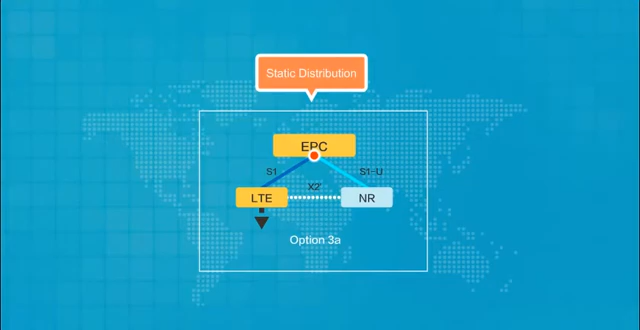 Static Distribution
EPC
S1
S1-U
X2'
LTE
NR
Option 3a